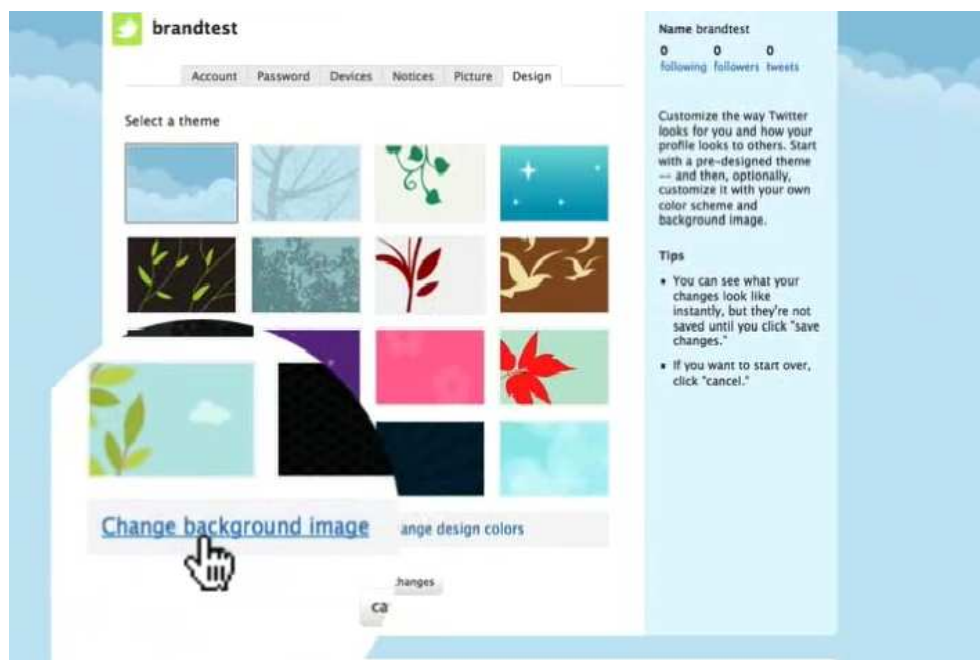 brandtest
Account Password Devices Notices Picture Design
Select a theme
Change background image
ange design colors
hanges
ca
Name brandtest
0 0 0
following followers tweets
Customize the way Twitter
looks for you and how your
profile looks to others. Start
with a pre-designed theme
— and then, optionally,
customize it with your own
color scheme and
background image.
Tips
You can see what your
changes look like
instantly, but they're not
saved until you click "save
changes."
If you want to start over,
click "cancel."